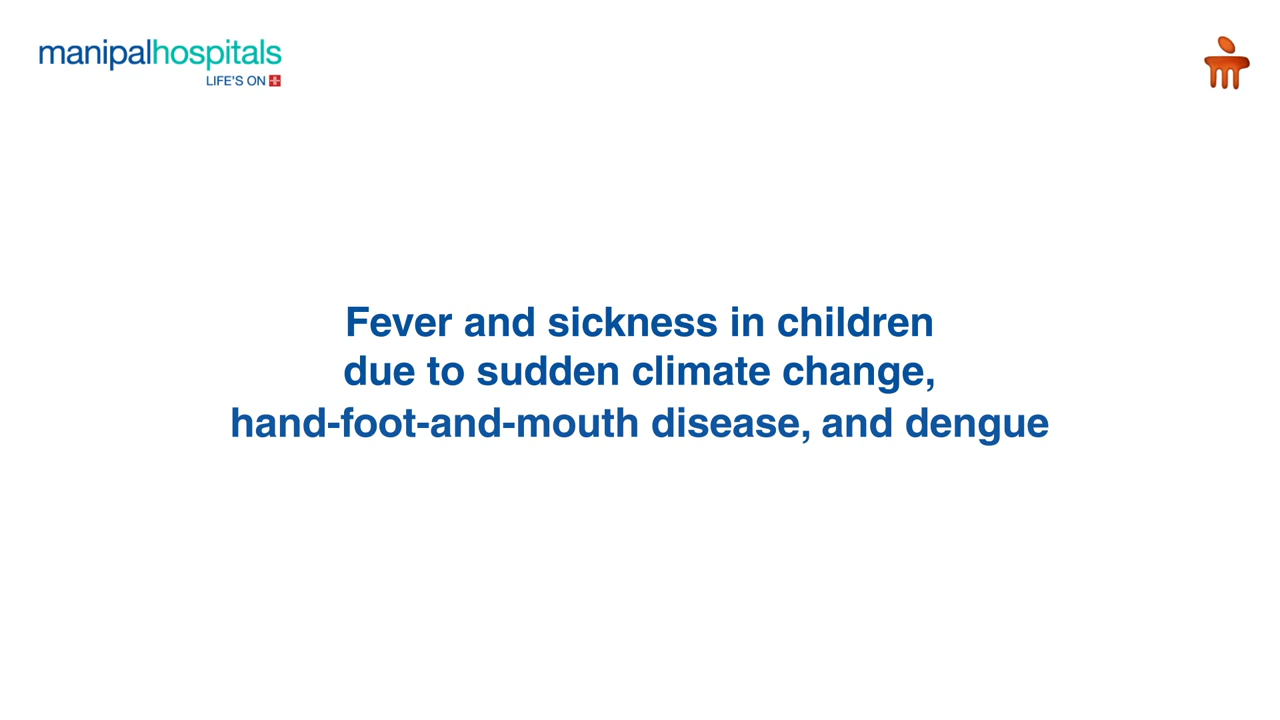 manipalhospitals
LIFE'S ON
Fever and sickness in children
due to sudden climate change,
hand-foot-and-mouth disease, and dengue